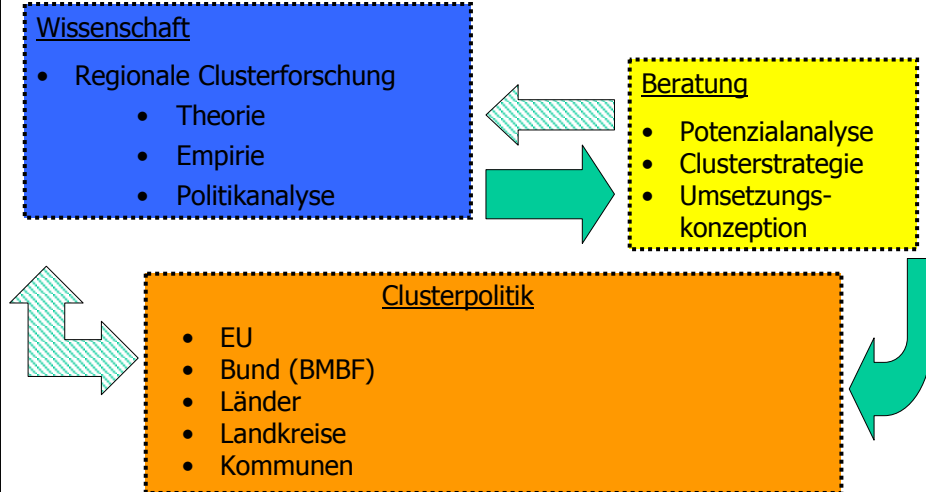 Wissenschaft
• Regionale Clusterforschung
• Theorie
• Empirie
• Politikanalyse
Beratung
• Potenzialanalyse
• Clusterstrategie
• Umsetzungs-
konzeption
Clusterpolitik
• EU
• Bund (BMBF)
• Länder
• Landkreise
• Kommunen